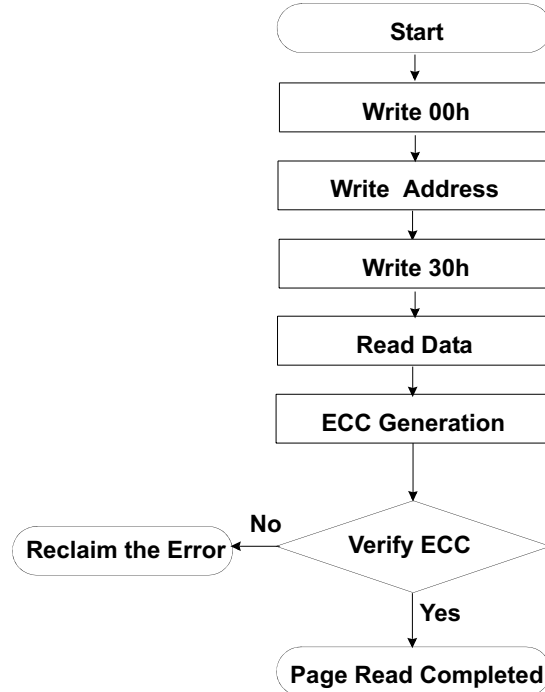 Start
Write 00h
Write Address
Write 30h
Read Data
ECC Generation
No
Reclaim the Error
Verify ECC
Yes
Page Read Completed